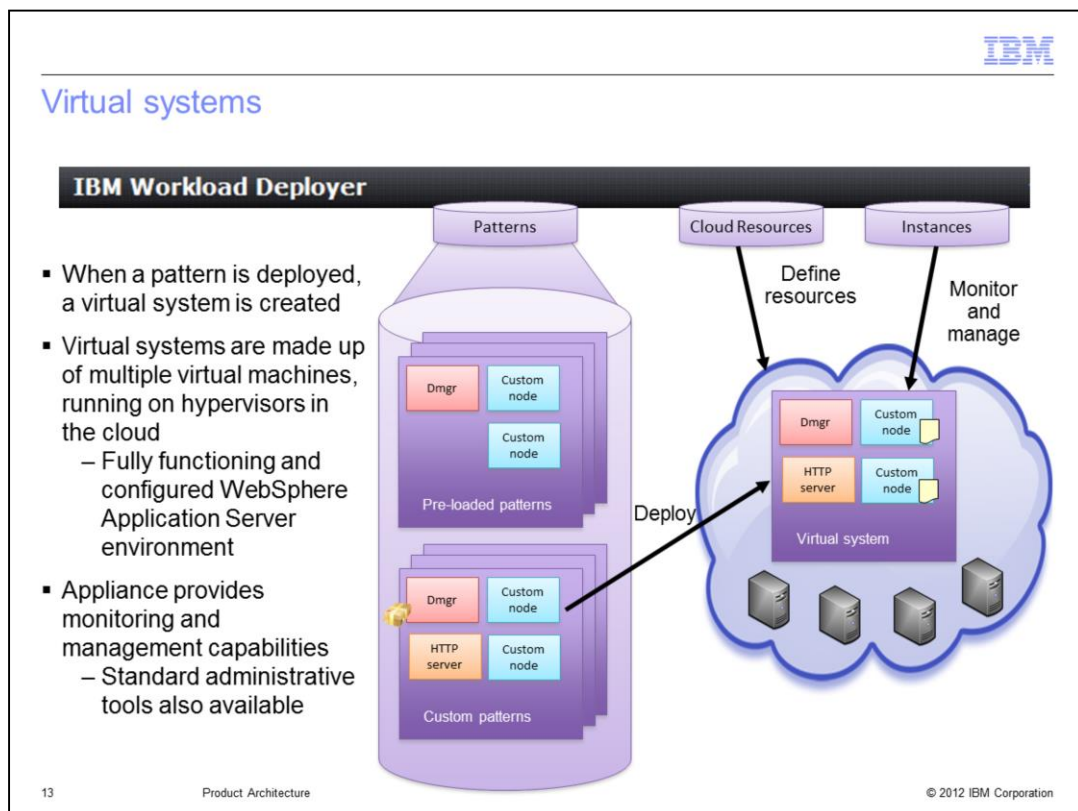 IBM
Virtual systems
IBM Workload Deployer
Patterns
Cloud Resources
Instances
▪ When a pattern is deployed,
a virtual system is created
▪ Virtual systems are made up
of multiple virtual machines,
running on hypervisors in
the cloud
– Fully functioning and
configured WebSphere
Application Server
environment
▪ Appliance provides
monitoring and
management capabilities
– Standard administrative
tools also available
Dmgr
Custom
node
Custom
node
Pre-loaded patterns
Dmgr
Custom
node
HTTP
server
Custom
node
Custom patterns
Deploy
Define
resources
Monitor
and
manage
Dmgr
Custom
node
HTTP
server
Custom
node
Virtual system
13
Product Architecture
© 2012 IBM Corporation